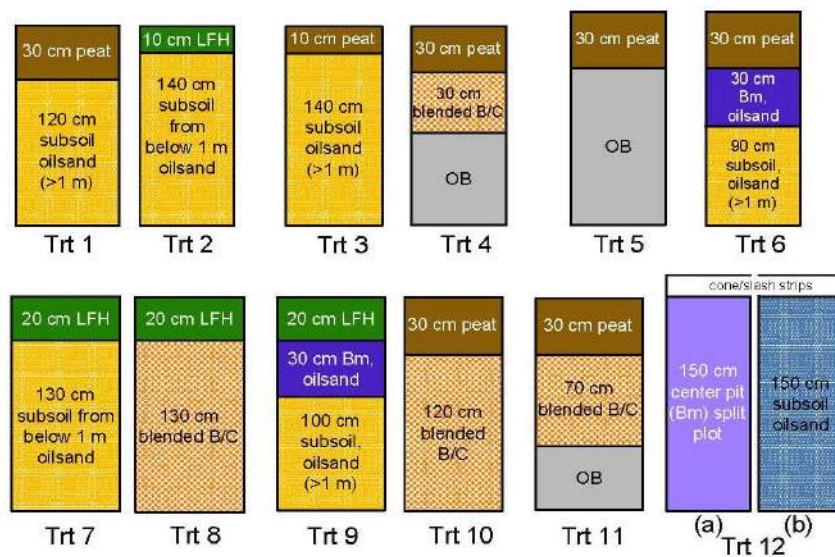 30 cm peat
120 cm
subsoil
oilsand
(>1 m)
Trt 1
10 cm LFH
140 cm
subsoil
from
below 1 m
oilsand
Trt 2
10 cm peat
140 cm
subsoil
oilsand
(>1 m)
Trt 3
30 cm peat
30 cm
blended B/C
OB
Trt 4
30 cm peat
OB
Trt 5
30 cm peat
30 cm
Bm,
oilsand
90 cm
subsoil,
oilsand
(>1 m)
Trt 6
20 cm LFH
130 cm
subsoil from
below 1 m
oilsand
Trt 7
20 cm LFH
130 cm
blended B/C
Trt 8
20 cm LFH
30 cm Bm,
oilsand
100 cm
subsoil,
oilsand
(>1 m)
Trt 9
30 cm peat
120 cm
blended
B/C
Trt 10
30 cm peat
70 cm
blended B/C
OB
Trt 11
cone/slash strips
150 cm
center pit
(Bm) split
plot
(a)
150 cm
subsoil
oilsand
(b)
Trt 12